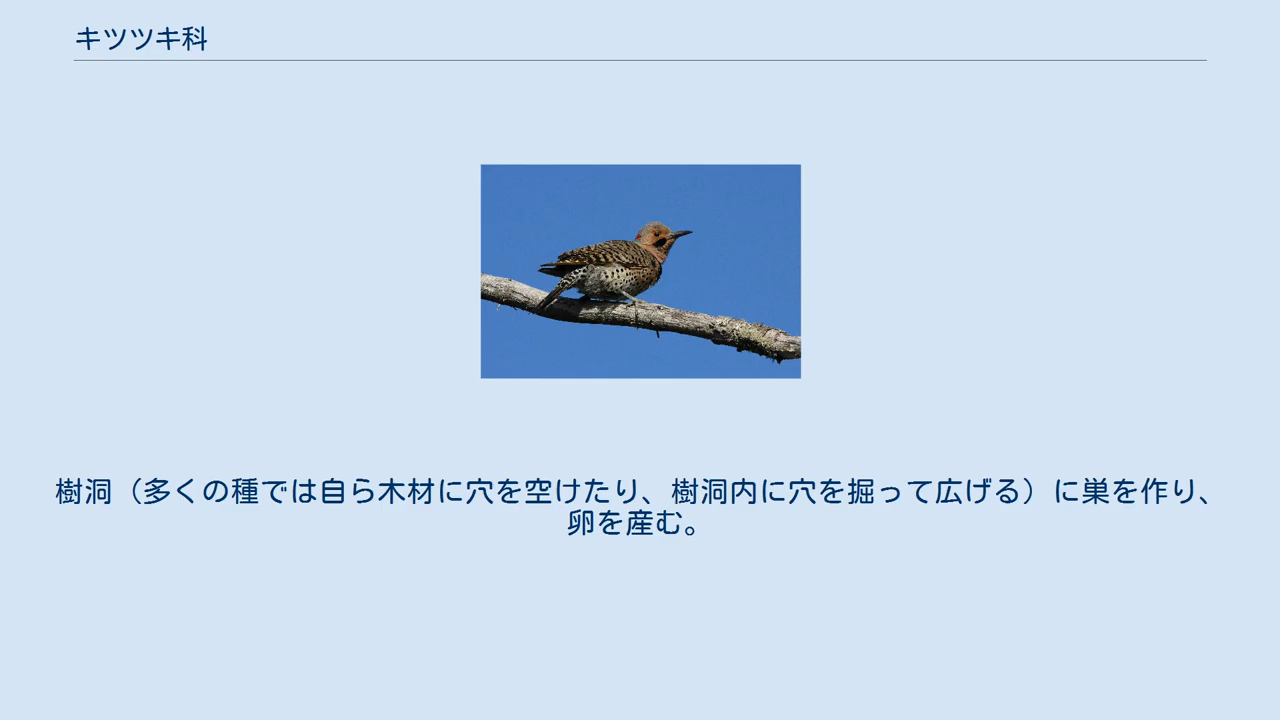 キツツキ科
樹洞（多くの種では自ら木材に穴を空けたり、樹洞内に穴を掘って広げる）に巣を作り、
卵を産む。